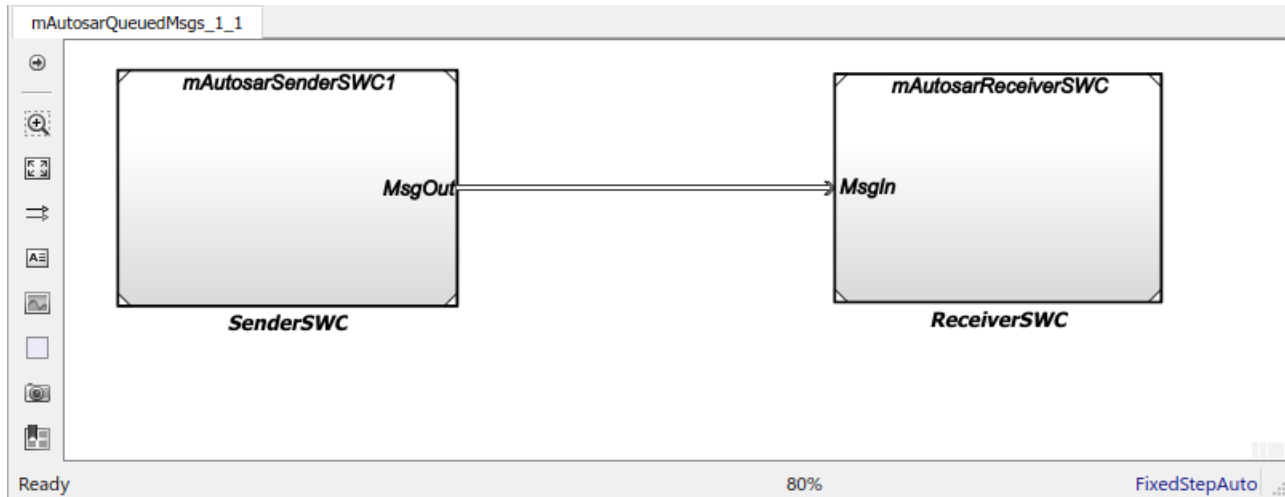 mAutosarQueuedMsgs_1_1
mAutosarSenderSWC1
mAutosarReceiverSWC
MsgOut
MsgIn
SenderSWC
ReceiverSWC
Ready
80%
FixedStepAuto